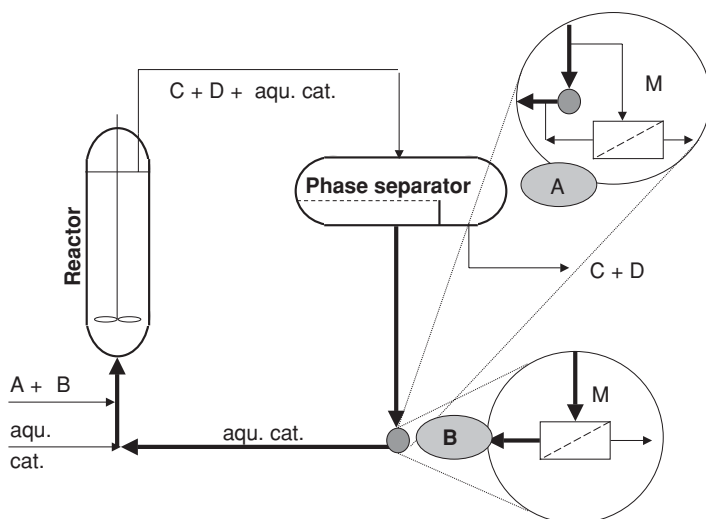 C + D + aqu. cat.
M
A
Phase separator
Reactor
C + D
A + B
aqu.
cat.
aqu. cat.
B
M